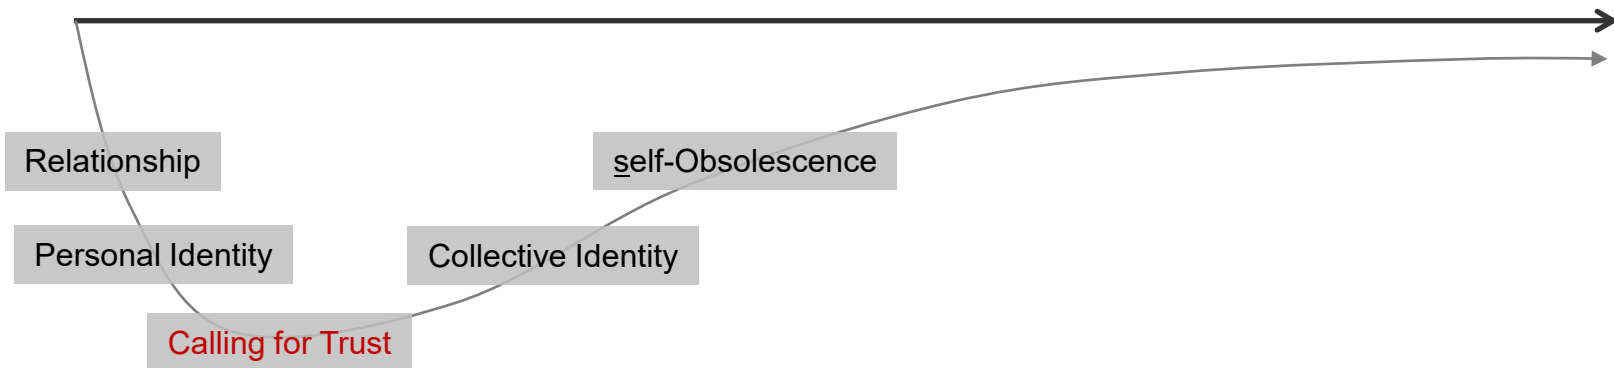 Relationship
Personal Identity
Calling for Trust
Collective Identity
self-Obsolescence